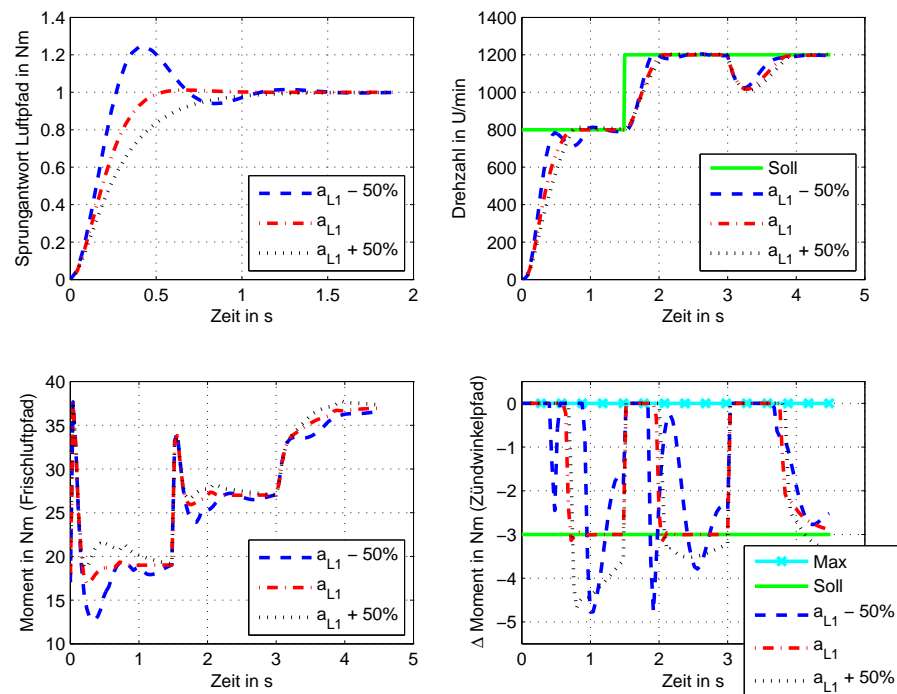 Sprungantwort Luftpfad in Nm
1.4
1.2
1
0.8
0.6
0.4
0.2
0
0
0.5
1
1.5
2
Zeit in s
a_L1 − 50%
a_L1
a_L1 + 50%
Drehzahl in U/min
1400
1200
1000
800
600
400
200
0
0
1
2
3
4
5
Zeit in s
Soll
a_L1 − 50%
a_L1
a_L1 + 50%
Moment in Nm (Frischluftpfad)
40
35
30
25
20
15
10
0
1
2
3
4
5
Zeit in s
a_L1 − 50%
a_L1
a_L1 + 50%
Δ Moment in Nm (Zündwinkelpfad)
0
−1
−2
−3
−4
−5
0
1
2
3
Zeit in s
Max
Soll
a_L1 − 50%
a_L1
a_L1 + 50%